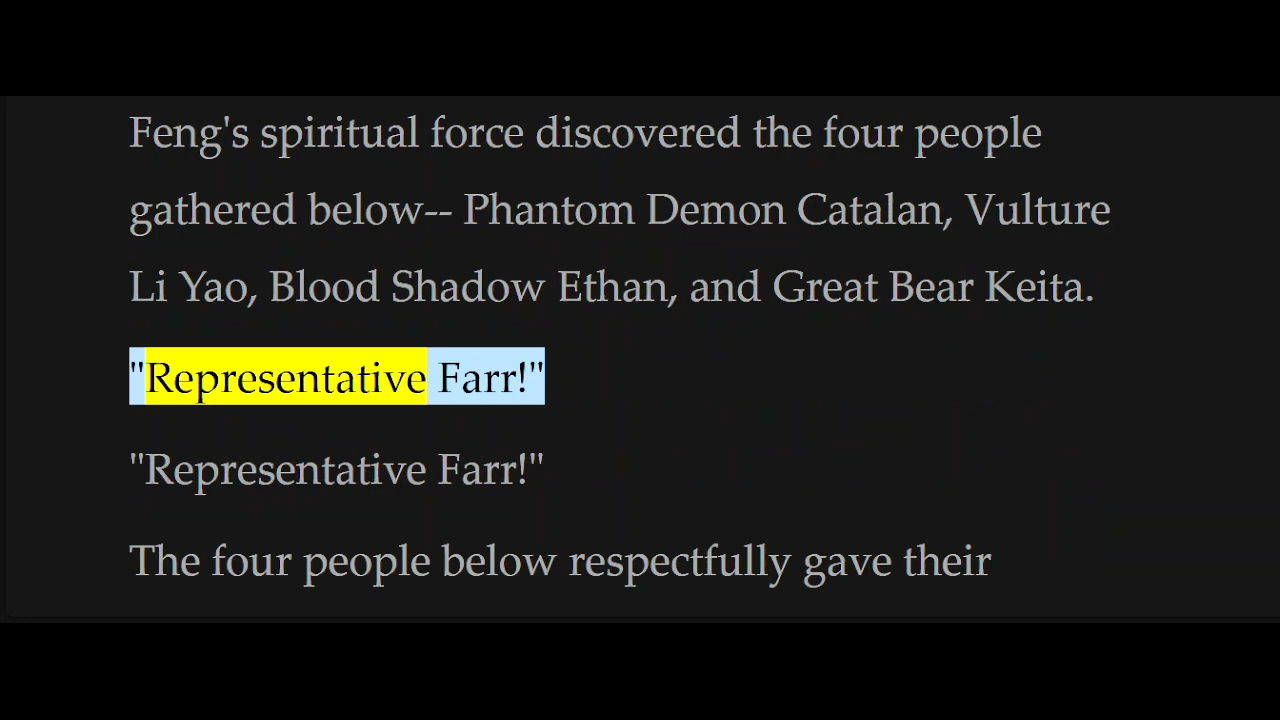 Feng's spiritual force discovered the four people
gathered below-- Phantom Demon Catalan, Vulture
Li Yao, Blood Shadow Ethan, and Great Bear Keita.
"Representative Farr!"
"Representative Farr!"
The four people below respectfully gave their